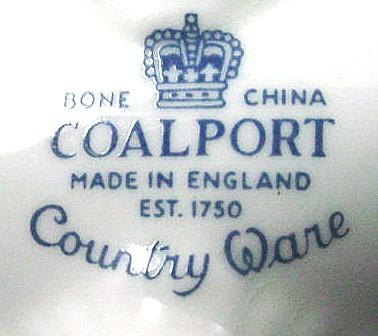 BONE CHINA
COALPORT
MADE IN ENGLAND
EST. 1750
Country Ware